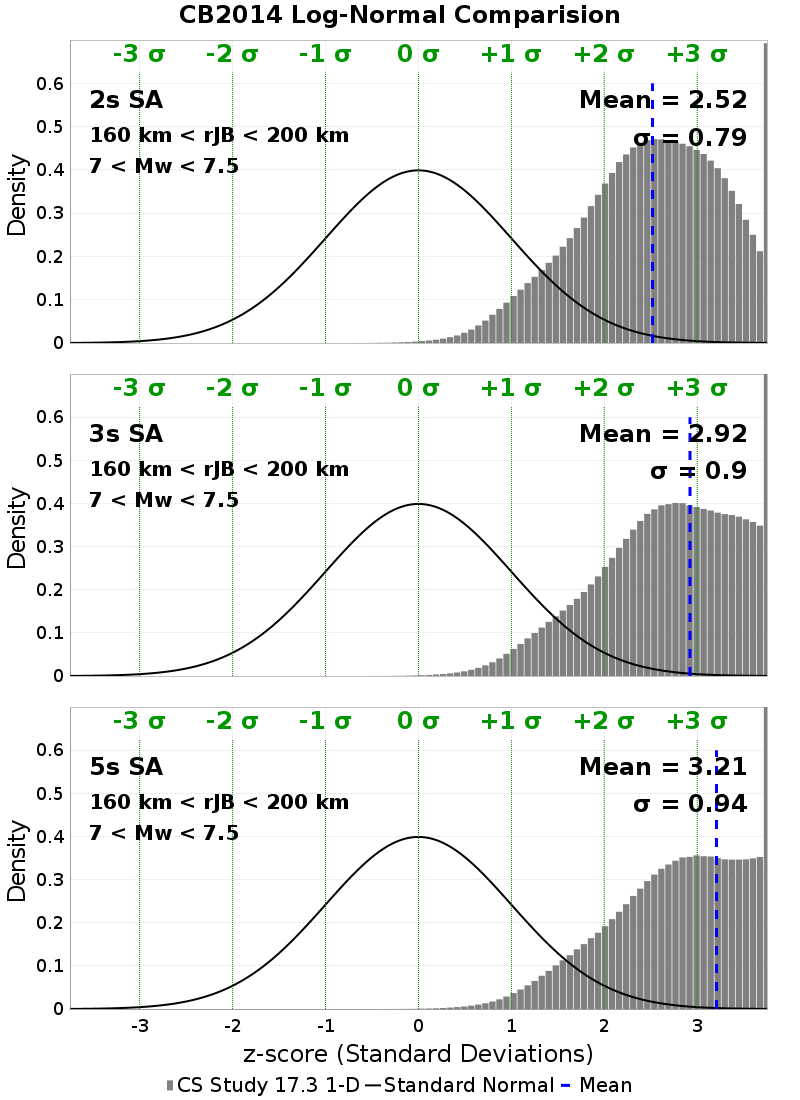 CB2014 Log-Normal Comparision
-3 σ -2 σ -1 σ 0 σ +1 σ +2 σ +3 σ
0.6
2s SA Mean = 2.52
0.5
160 km < rJB < 200 km σ = 0.79
7 < Mw < 7.5
0.4
0.3
0.2
0.1
0
Density
-3 σ -2 σ -1 σ 0 σ +1 σ +2 σ +3 σ
0.6
3s SA Mean = 2.92
0.5
160 km < rJB < 200 km σ = 0.9
7 < Mw < 7.5
0.4
0.3
0.2
0.1
0
Density
-3 σ -2 σ -1 σ 0 σ +1 σ +2 σ +3 σ
0.6
5s SA Mean = 3.21
0.5
160 km < rJB < 200 km σ = 0.94
7 < Mw < 7.5
0.4
0.3
0.2
0.1
0
Density
-3 -2 -1 0 1 2 3
z-score (Standard Deviations)
CS Study 17.3 1-D Standard Normal Mean